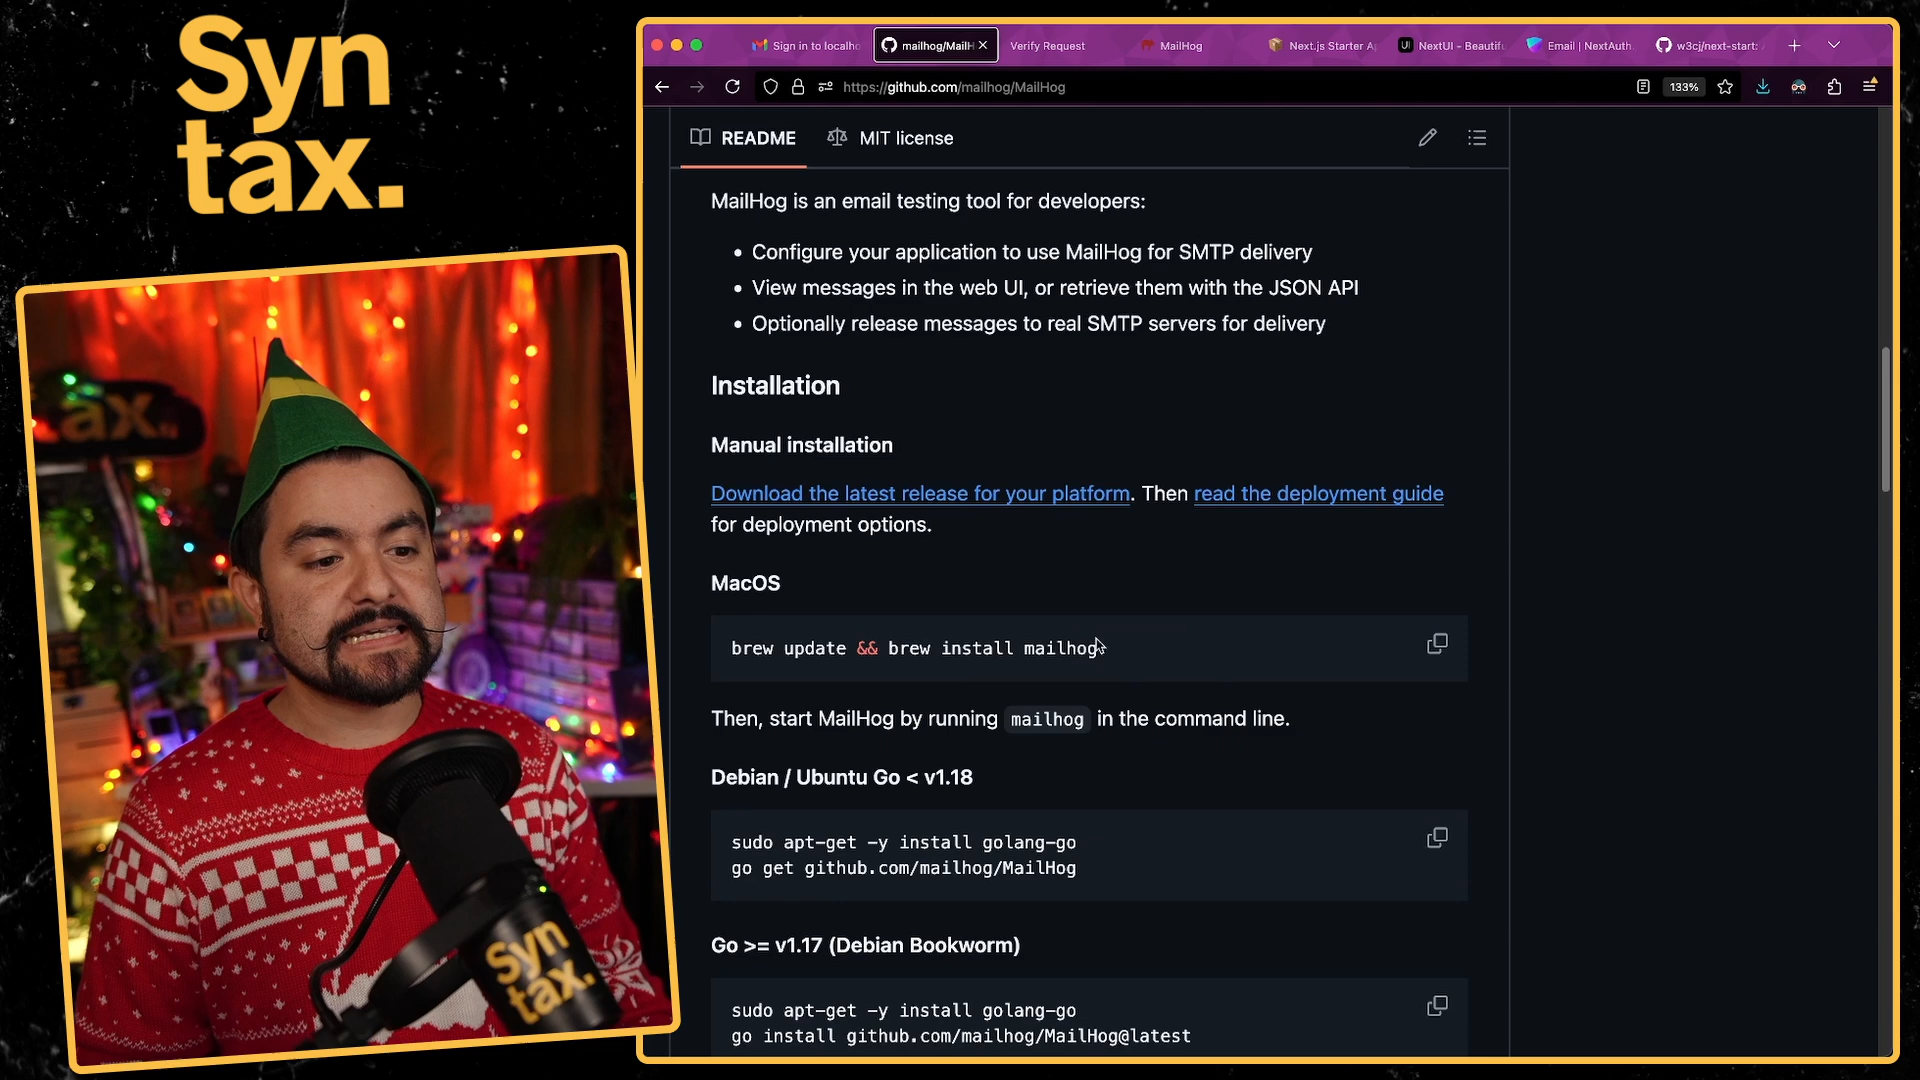 Syn
tax.
Sign in to localho
mailhog/MailH
Verify Request
MailHog
Next.js Starter A
NextUI - Beautifu
Email | NextAuth.
w3cj/next-start:
https://github.com/mailhog/MailHog
133%
README
MIT license
MailHog is an email testing tool for developers:
• Configure your application to use MailHog for SMTP delivery
• View messages in the web UI, or retrieve them with the JSON API
• Optionally release messages to real SMTP servers for delivery
Installation
Manual installation
Download the latest release for your platform. Then read the deployment guide
for deployment options.
MacOS
brew update && brew install mailhog
Then, start MailHog by running mailhog in the command line.
Debian / Ubuntu Go < v1.18
sudo apt-get -y install golang-go
go get github.com/mailhog/MailHog
Go >= v1.17 (Debian Bookworm)
sudo apt-get -y install golang-go
go install github.com/mailhog/MailHog@latest
ax.
Syn
tax.